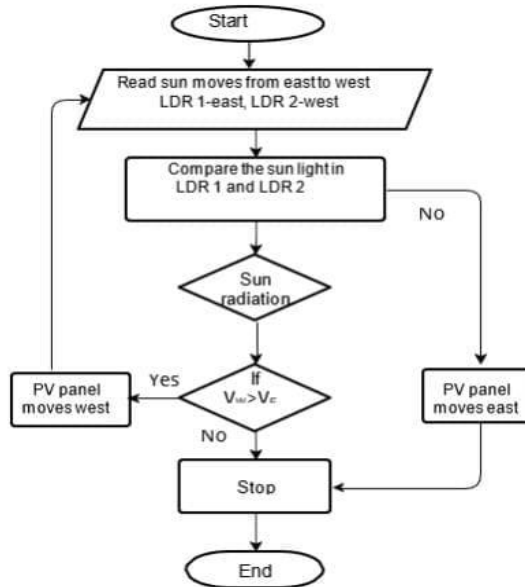 Start
Read sun moves from east to west
LDR 1-east, LDR 2-west
Compare the sun light in
LDR 1 and LDR 2
No
Sun
radiation
If
Vw>VE
Yes
PV panel
moves west
PV panel
moves east
No
Stop
End